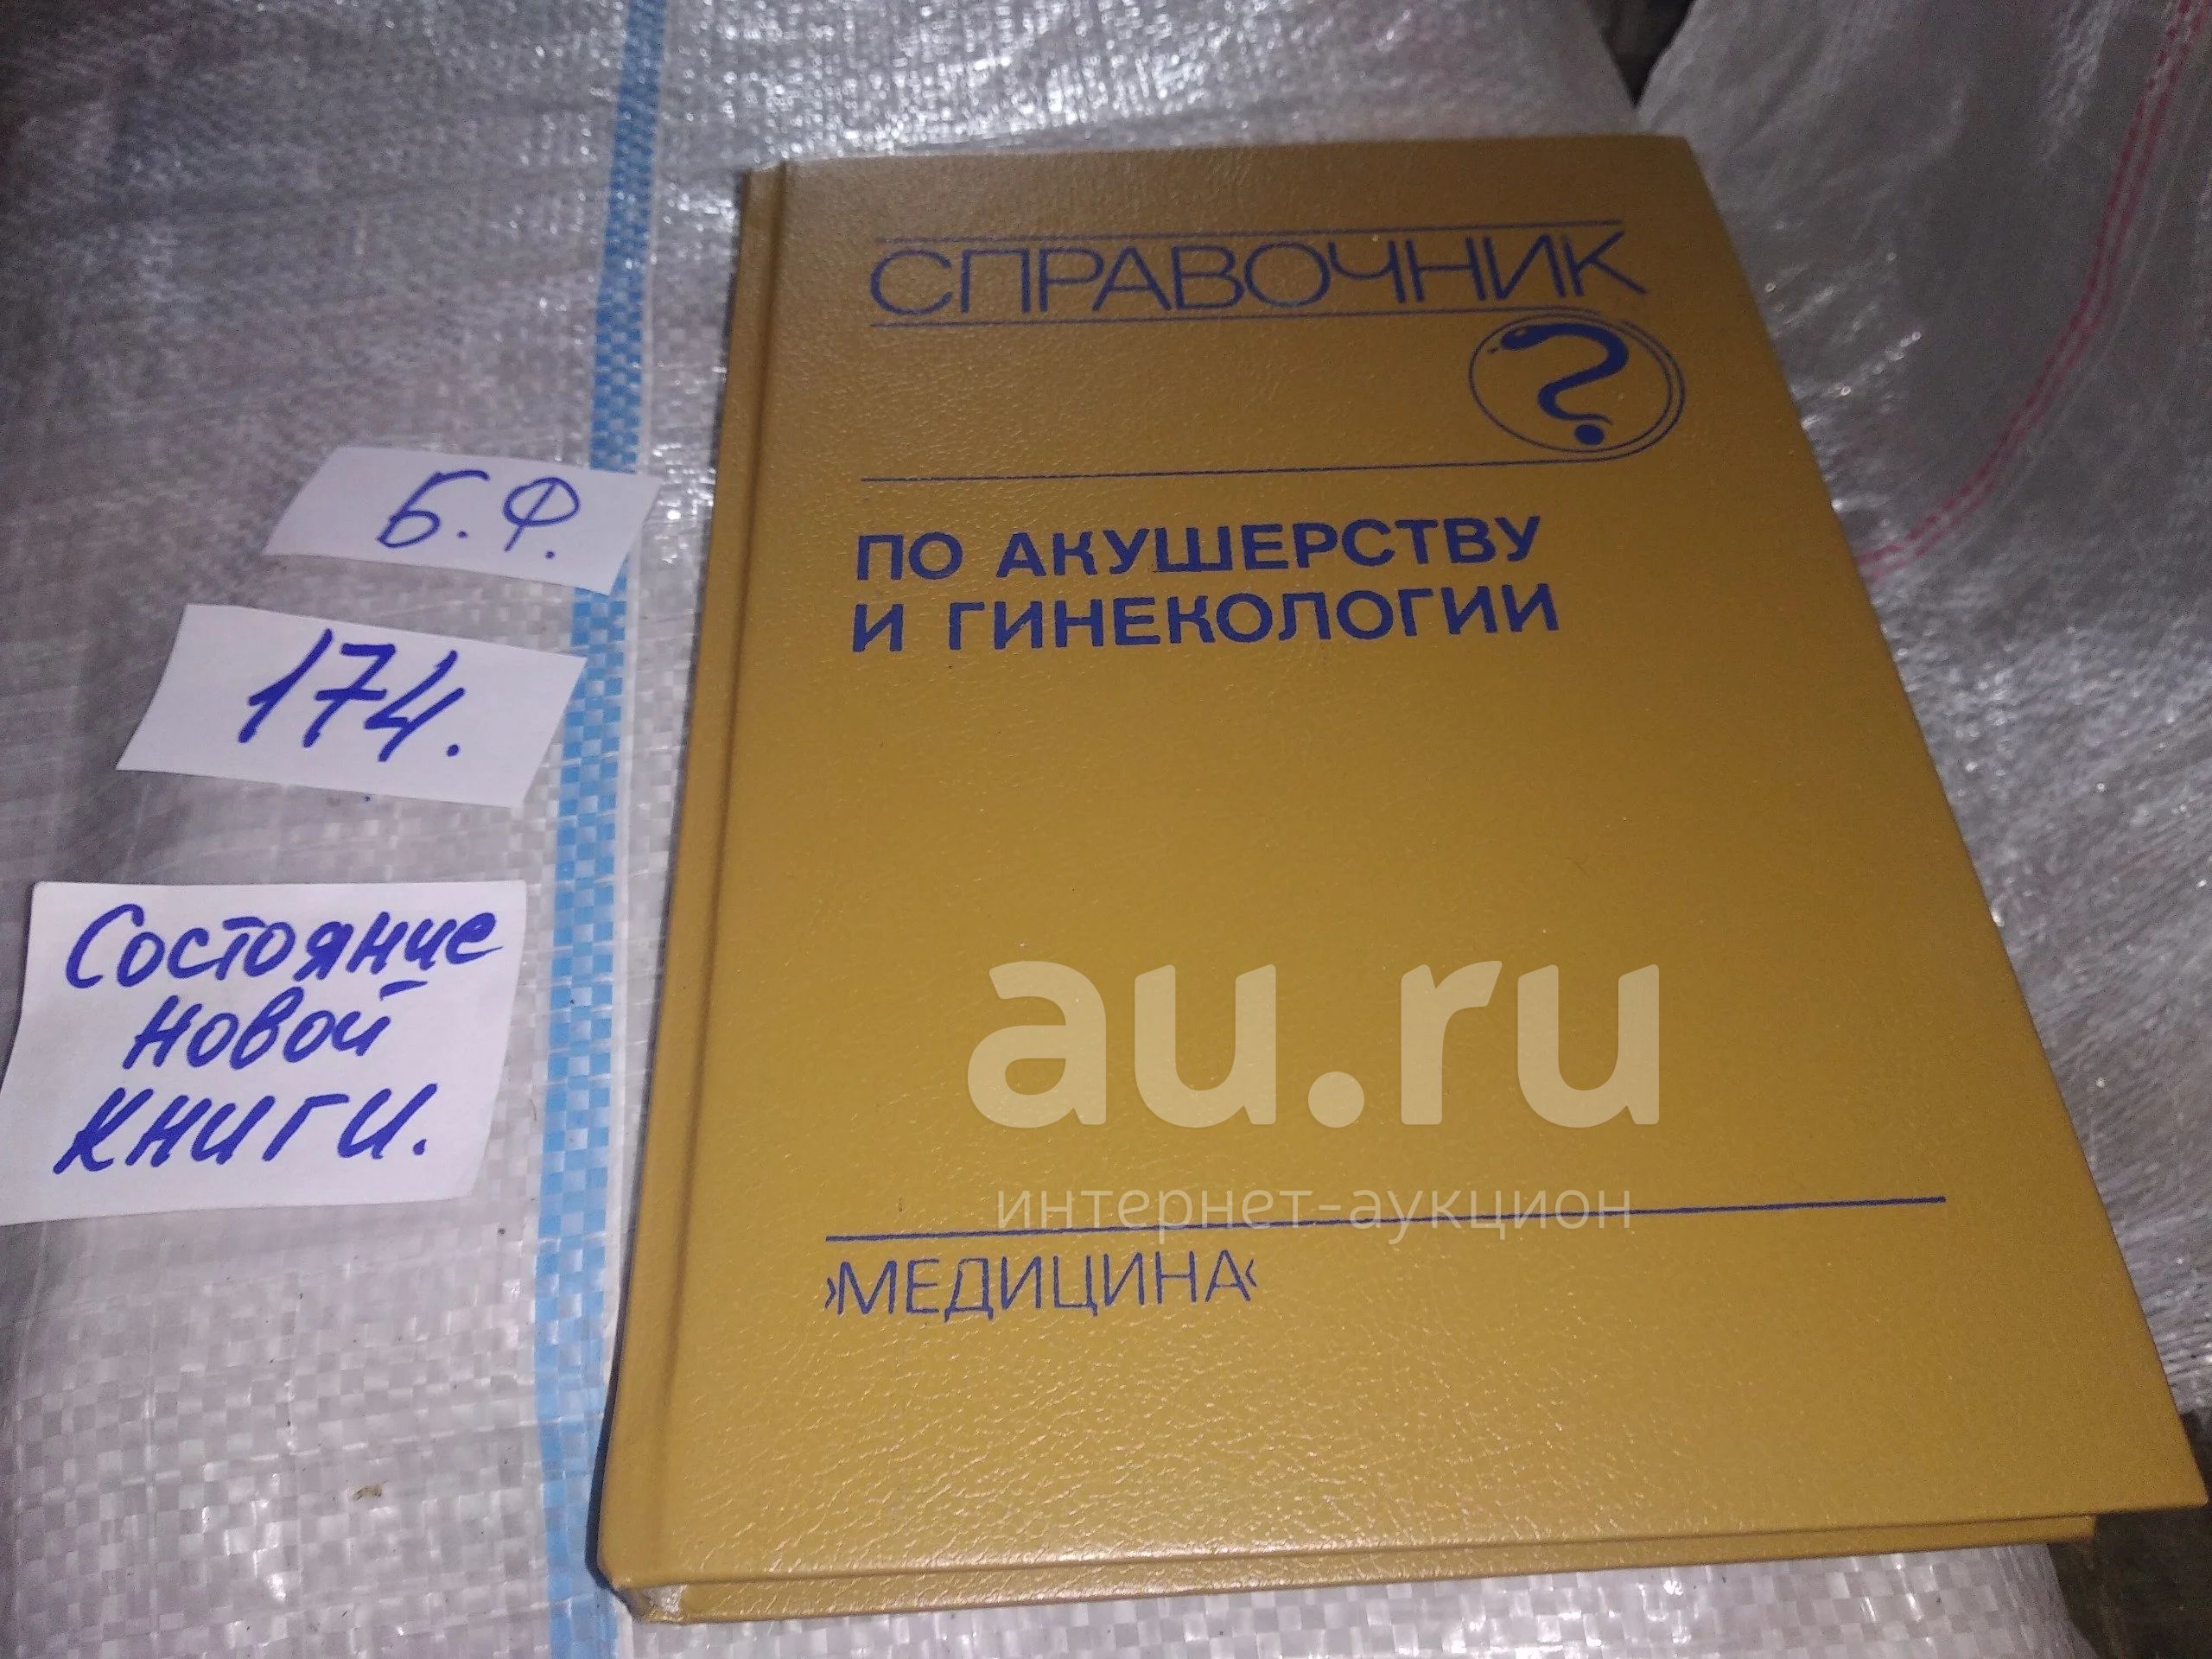 СПРАВОЧНИК
ПО АКУШЕРСТВУ
И ГИНЕКОЛОГИИ
›МЕДИЦИНА‹
Б.Ф.
174.
Состояние
новой
книги.
au.ru
интернет-аукцион